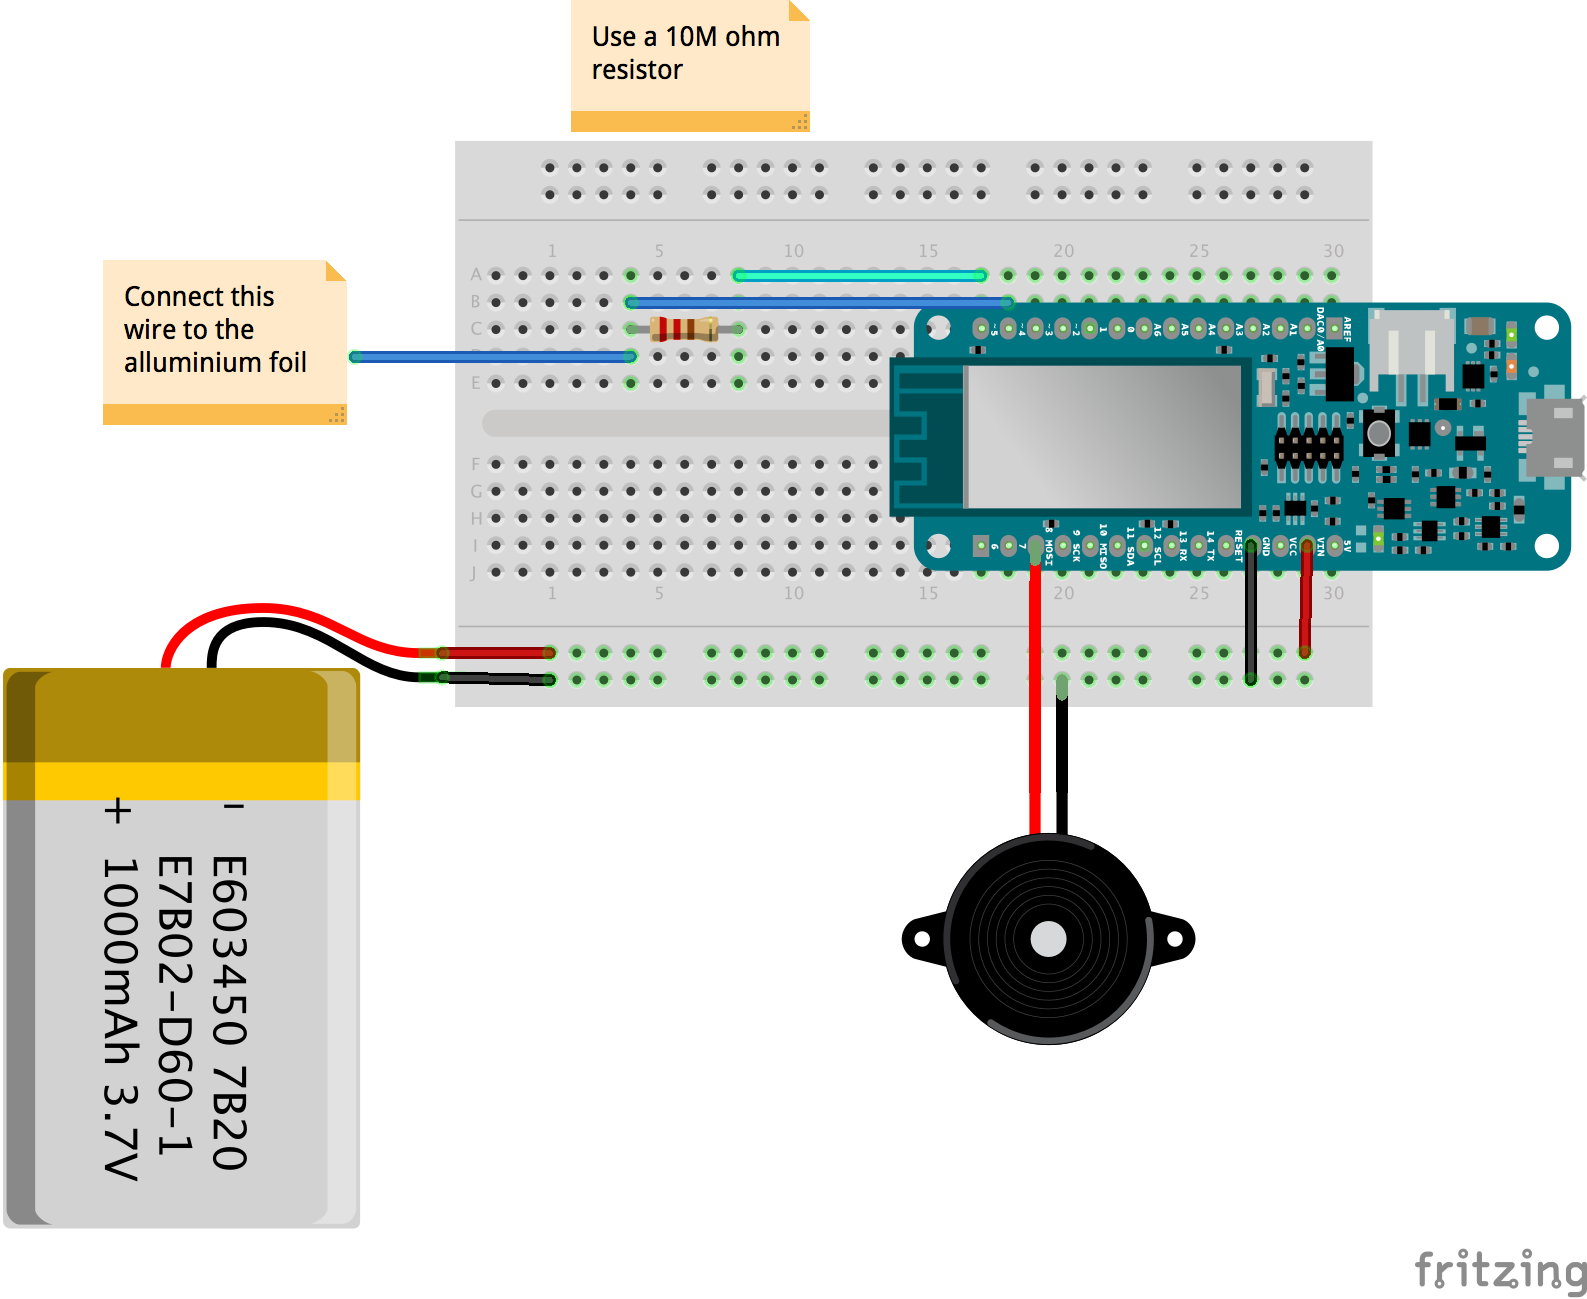 Use a 10M ohm
resistor
Connect this
wire to the
alluminium foil
1 5 10 15 20 25 30
A
B
C
E
F
G
H
I
J
~5 ~4 ~3 ~2 1 0 A6 A5 A4 A3 A2 A1 DAC0/A0 AREF
6 7 8 MOSI 9 SCK 10 MISO 11 SDA 12 SCL 13 RX 14 TX RESET GND VCC VIN 5V
1 5 10 15 20 25 30
- E603450 7B20
E7B02-D60-1
+ 1000mAh 3.7V
fritzing